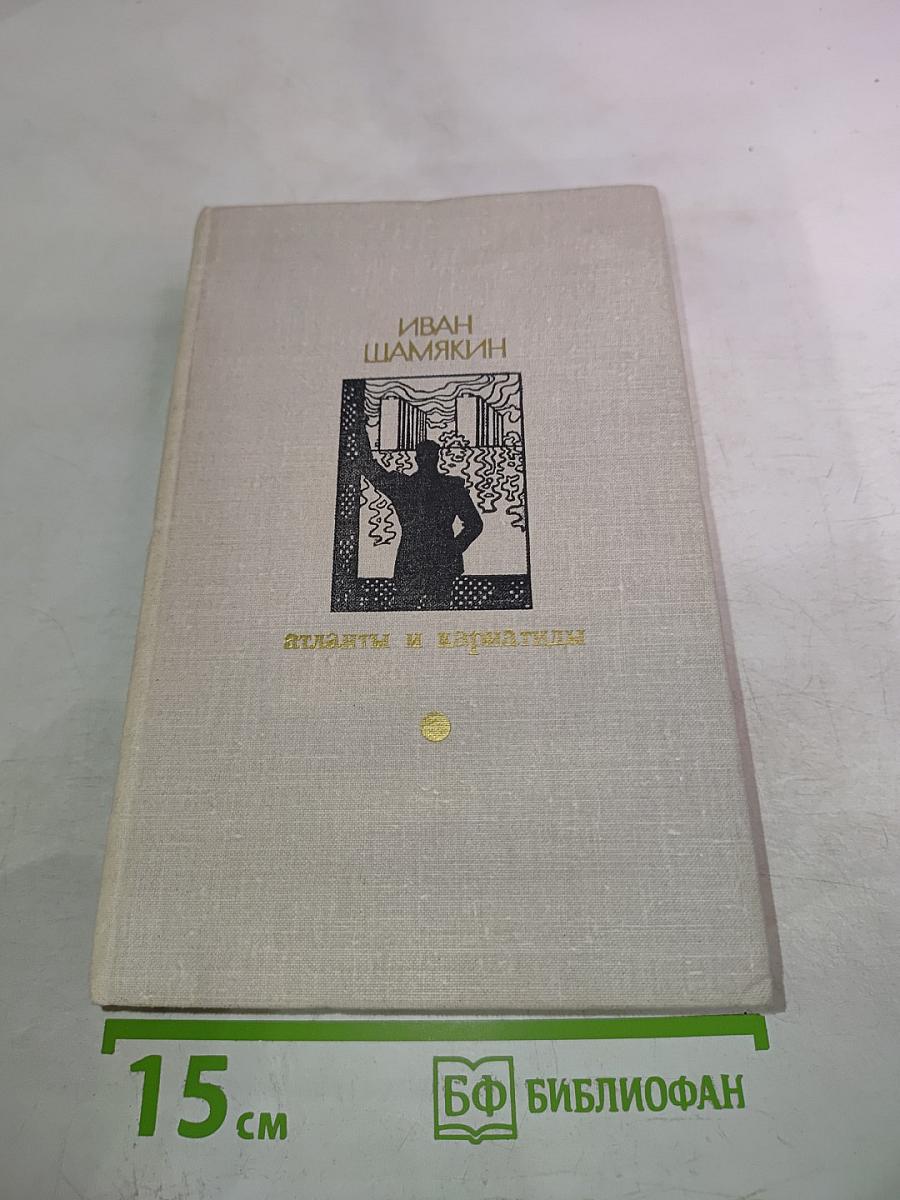 ИВАН
ШАМЯКИН
атланты и кариатиды
15 см
БФ БИБЛИОФАН